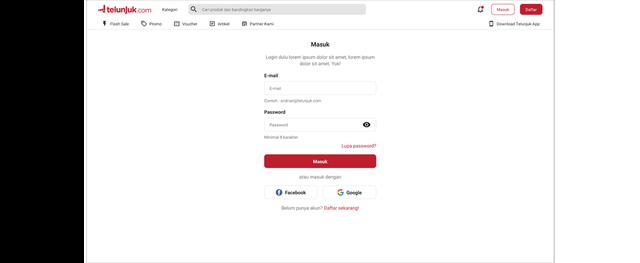 telunjuk.com
Kategori
Cari produk dan bandingkan harganya
Masuk
Daftar
Flash Sale
Promo
Voucher
Artikel
Partner Kami
Download Telunjuk App
Masuk
Login dulu lorem ipsum dolor sit amet, lorem ipsum
dolor sit amet. Yuk!
E-mail
E-mail
Contoh : andrian@telunjuk.com
Password
Password
Minimal 8 karakter
Lupa password?
Masuk
atau masuk dengan
Facebook
Google
Belum punya akun? Daftar sekarang!